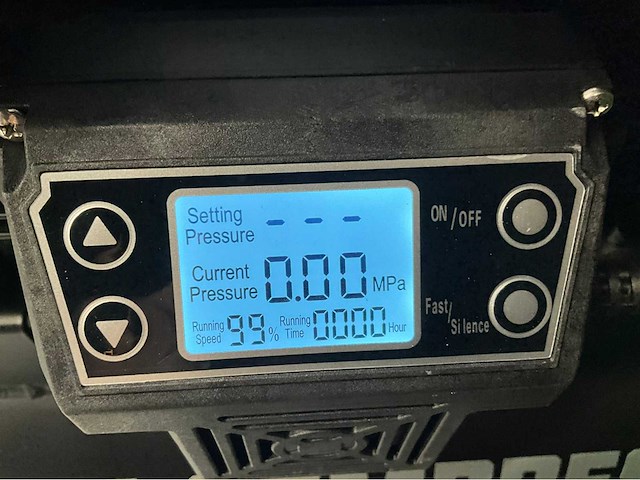 Setting Pressure - - -
ON/OFF
Current Pressure 0.00 MPa
Fast/Silence
Running Speed 99 % Running Time 0000 Hour